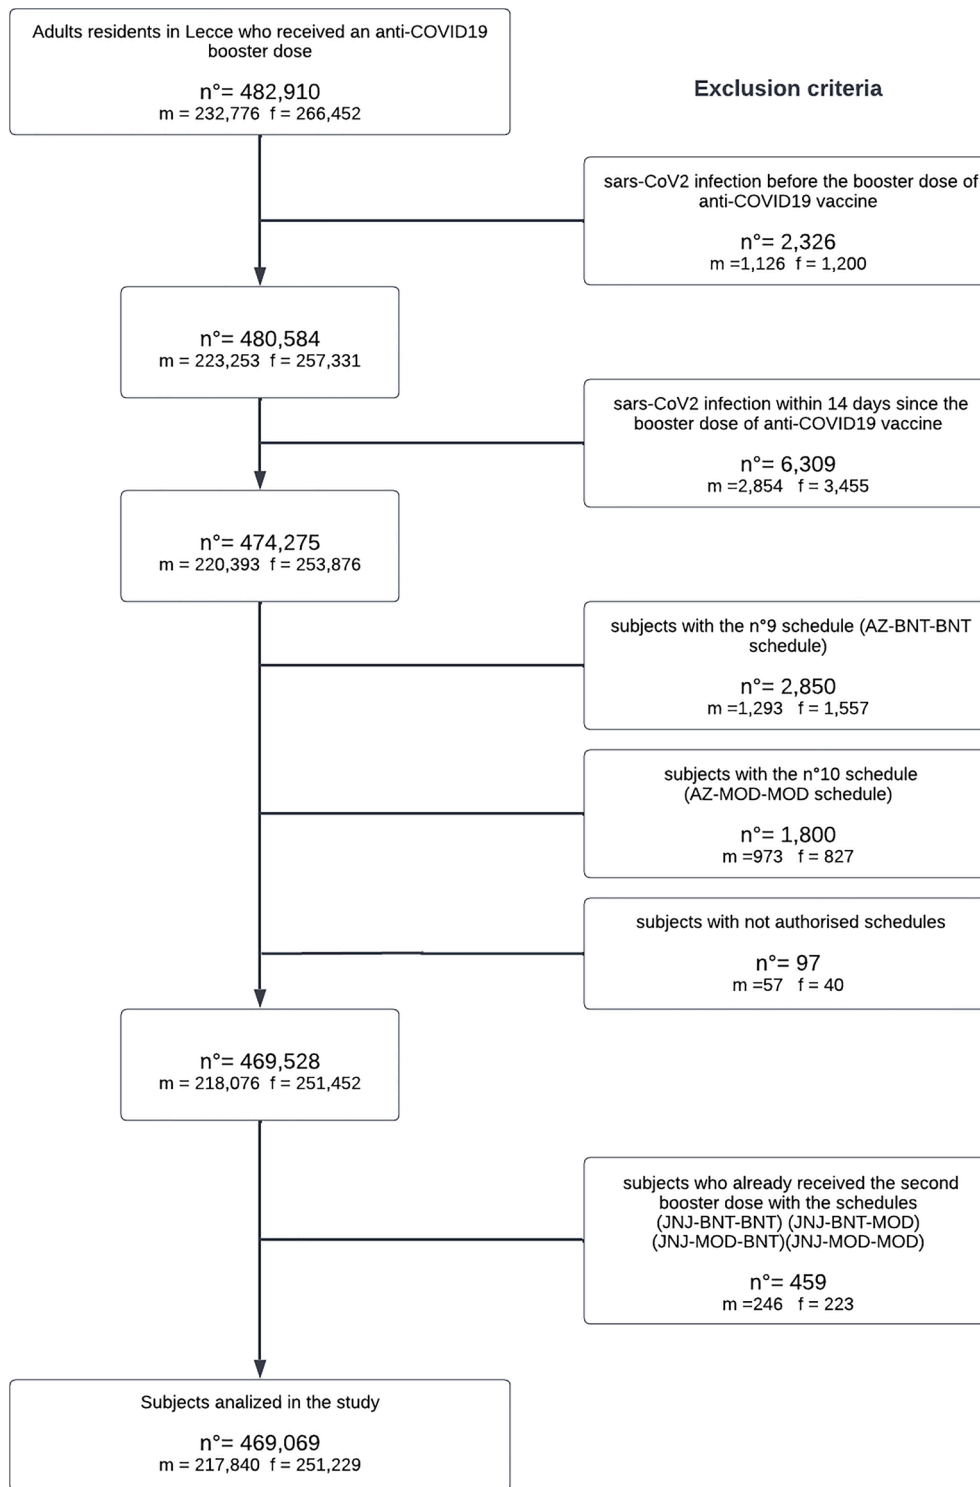 Adults residents in Lecce who received an anti-COVID19
booster dose
n°= 482,910
m = 232,776 f = 266,452
Exclusion criteria
sars-CoV2 infection before the booster dose of
anti-COVID19 vaccine
n°= 2,326
m =1,126 f = 1,200
n°= 480,584
m = 223,253 f = 257,331
sars-CoV2 infection within 14 days since the
booster dose of anti-COVID19 vaccine
n°= 6,309
m =2,854 f = 3,455
n°= 474,275
m = 220,393 f = 253,876
subjects with the n°9 schedule (AZ-BNT-BNT
schedule)
n°= 2,850
m =1,293 f = 1,557
subjects with the n°10 schedule
(AZ-MOD-MOD schedule)
n°= 1,800
m =973 f = 827
subjects with not authorised schedules
n°= 97
m =57 f = 40
n°= 469,528
m = 218,076 f = 251,452
subjects who already received the second
booster dose with the schedules
(JNJ-BNT-BNT) (JNJ-BNT-MOD)
(JNJ-MOD-BNT)(JNJ-MOD-MOD)
n°= 459
m =246 f = 223
Subjects analized in the study
n°= 469,069
m = 217,840 f = 251,229